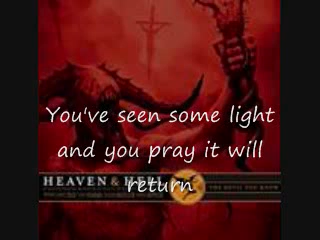 You've seen some light
and you pray it will
HEAVEN & HELL THE DEVIL YOU KNOW
return